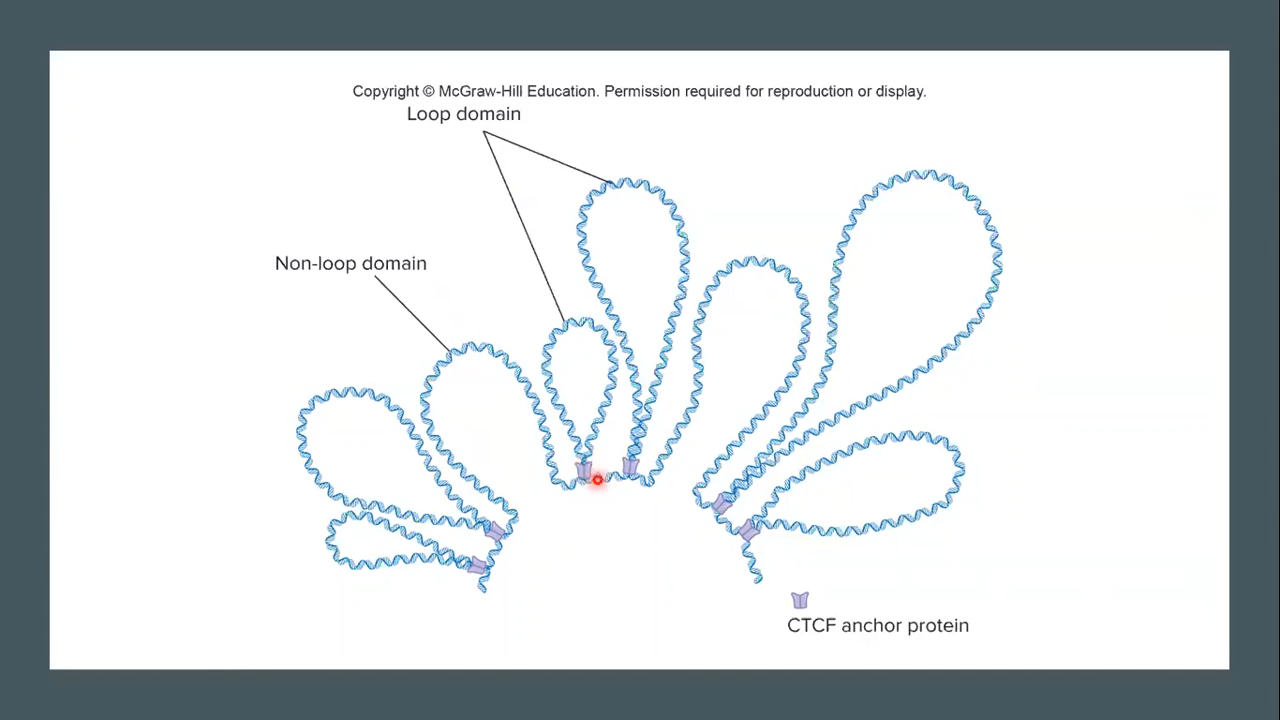 Copyright © McGraw-Hill Education. Permission required for reproduction or display.
Loop domain
Non-loop domain
CTCF anchor protein